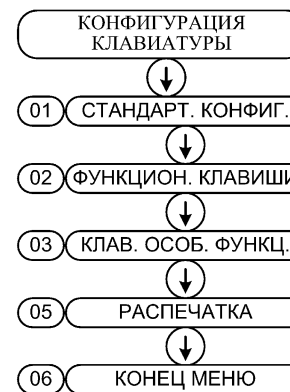 КОНФИГУРАЦИЯ
КЛАВИАТУРЫ
01 СТАНДАРТ. КОНФИГ.
02 ФУНКЦИОН. КЛАВИШИ
03 КЛАВ. ОСОБ. ФУНКЦ.
05 РАСПЕЧАТКА
06 КОНЕЦ МЕНЮ